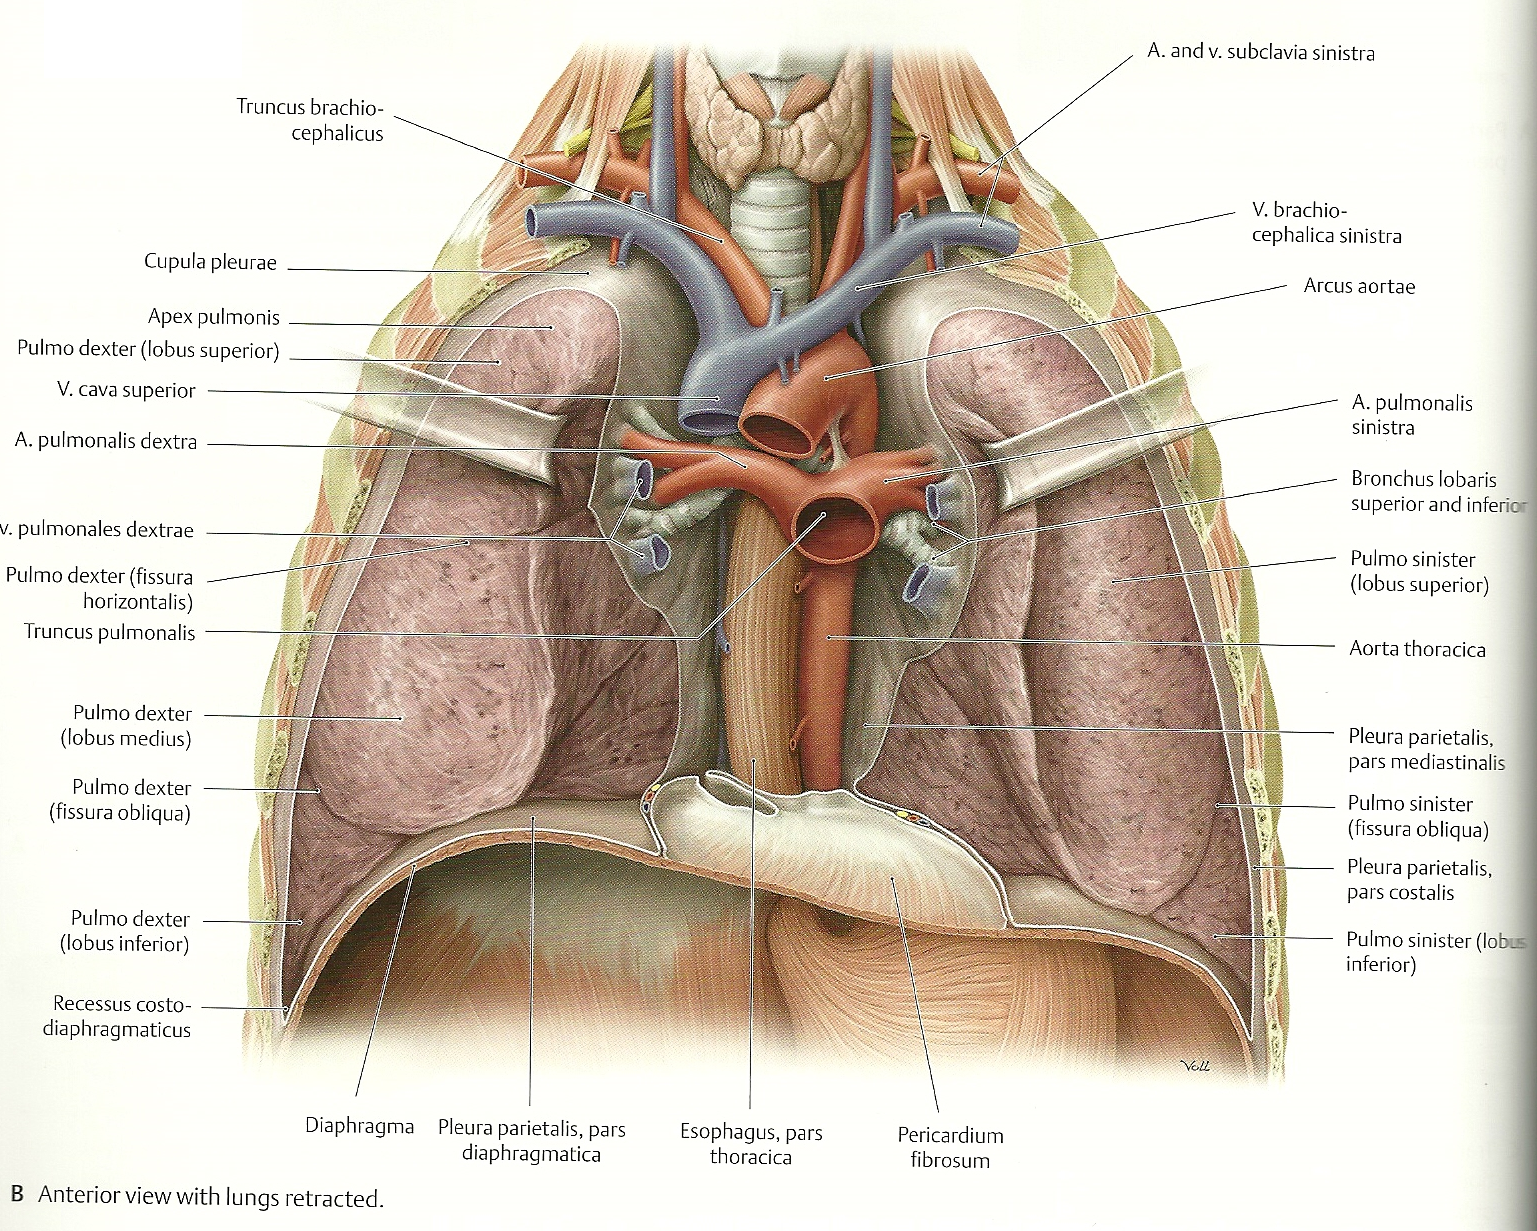 A. and v. subclavia sinistra
Truncus brachio-
cephalicus
V. brachio-
cephalica sinistra
Cupula pleurae
Arcus aortae
Apex pulmonis
Pulmo dexter (lobus superior)
V. cava superior
A. pulmonalis
sinistra
A. pulmonalis dextra
Bronchus lobaris
superior and inferior
v. pulmonales dextrae
Pulmo sinister
(lobus superior)
Pulmo dexter (fissura
horizontalis)
Truncus pulmonalis
Aorta thoracica
Pulmo dexter
(lobus medius)
Pleura parietalis,
pars mediastinalis
Pulmo dexter
(fissura obliqua)
Pulmo sinister
(fissura obliqua)
Pleura parietalis,
pars costalis
Pulmo dexter
(lobus inferior)
Pulmo sinister (lobus
inferior)
Recessus costo-
diaphragmaticus
Voll
Diaphragma
Pleura parietalis, pars
diaphragmatica
Esophagus, pars
thoracica
Pericardium
fibrosum
B Anterior view with lungs retracted.